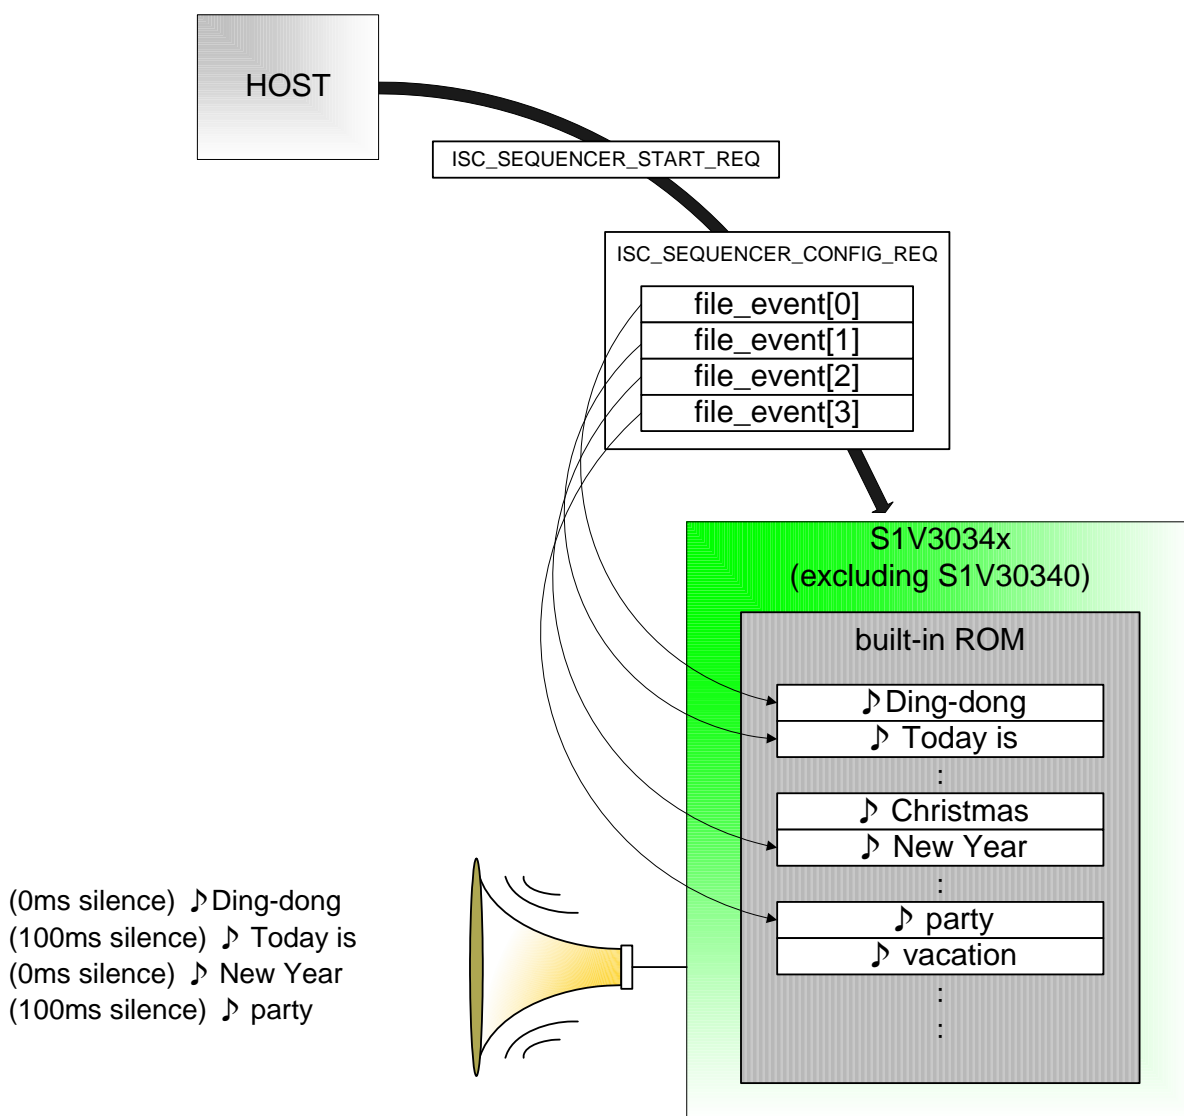 HOST
ISC_SEQUENCER_START_REQ
ISC_SEQUENCER_CONFIG_REQ
file_event[0]
file_event[1]
file_event[2]
file_event[3]
S1V3034x
(excluding S1V30340)
built-in ROM
♪Ding-dong
♪ Today is
:
♪ Christmas
♪ New Year
:
♪ party
♪ vacation
:
:
(0ms silence) ♪Ding-dong
(100ms silence) ♪ Today is
(0ms silence) ♪ New Year
(100ms silence) ♪ party